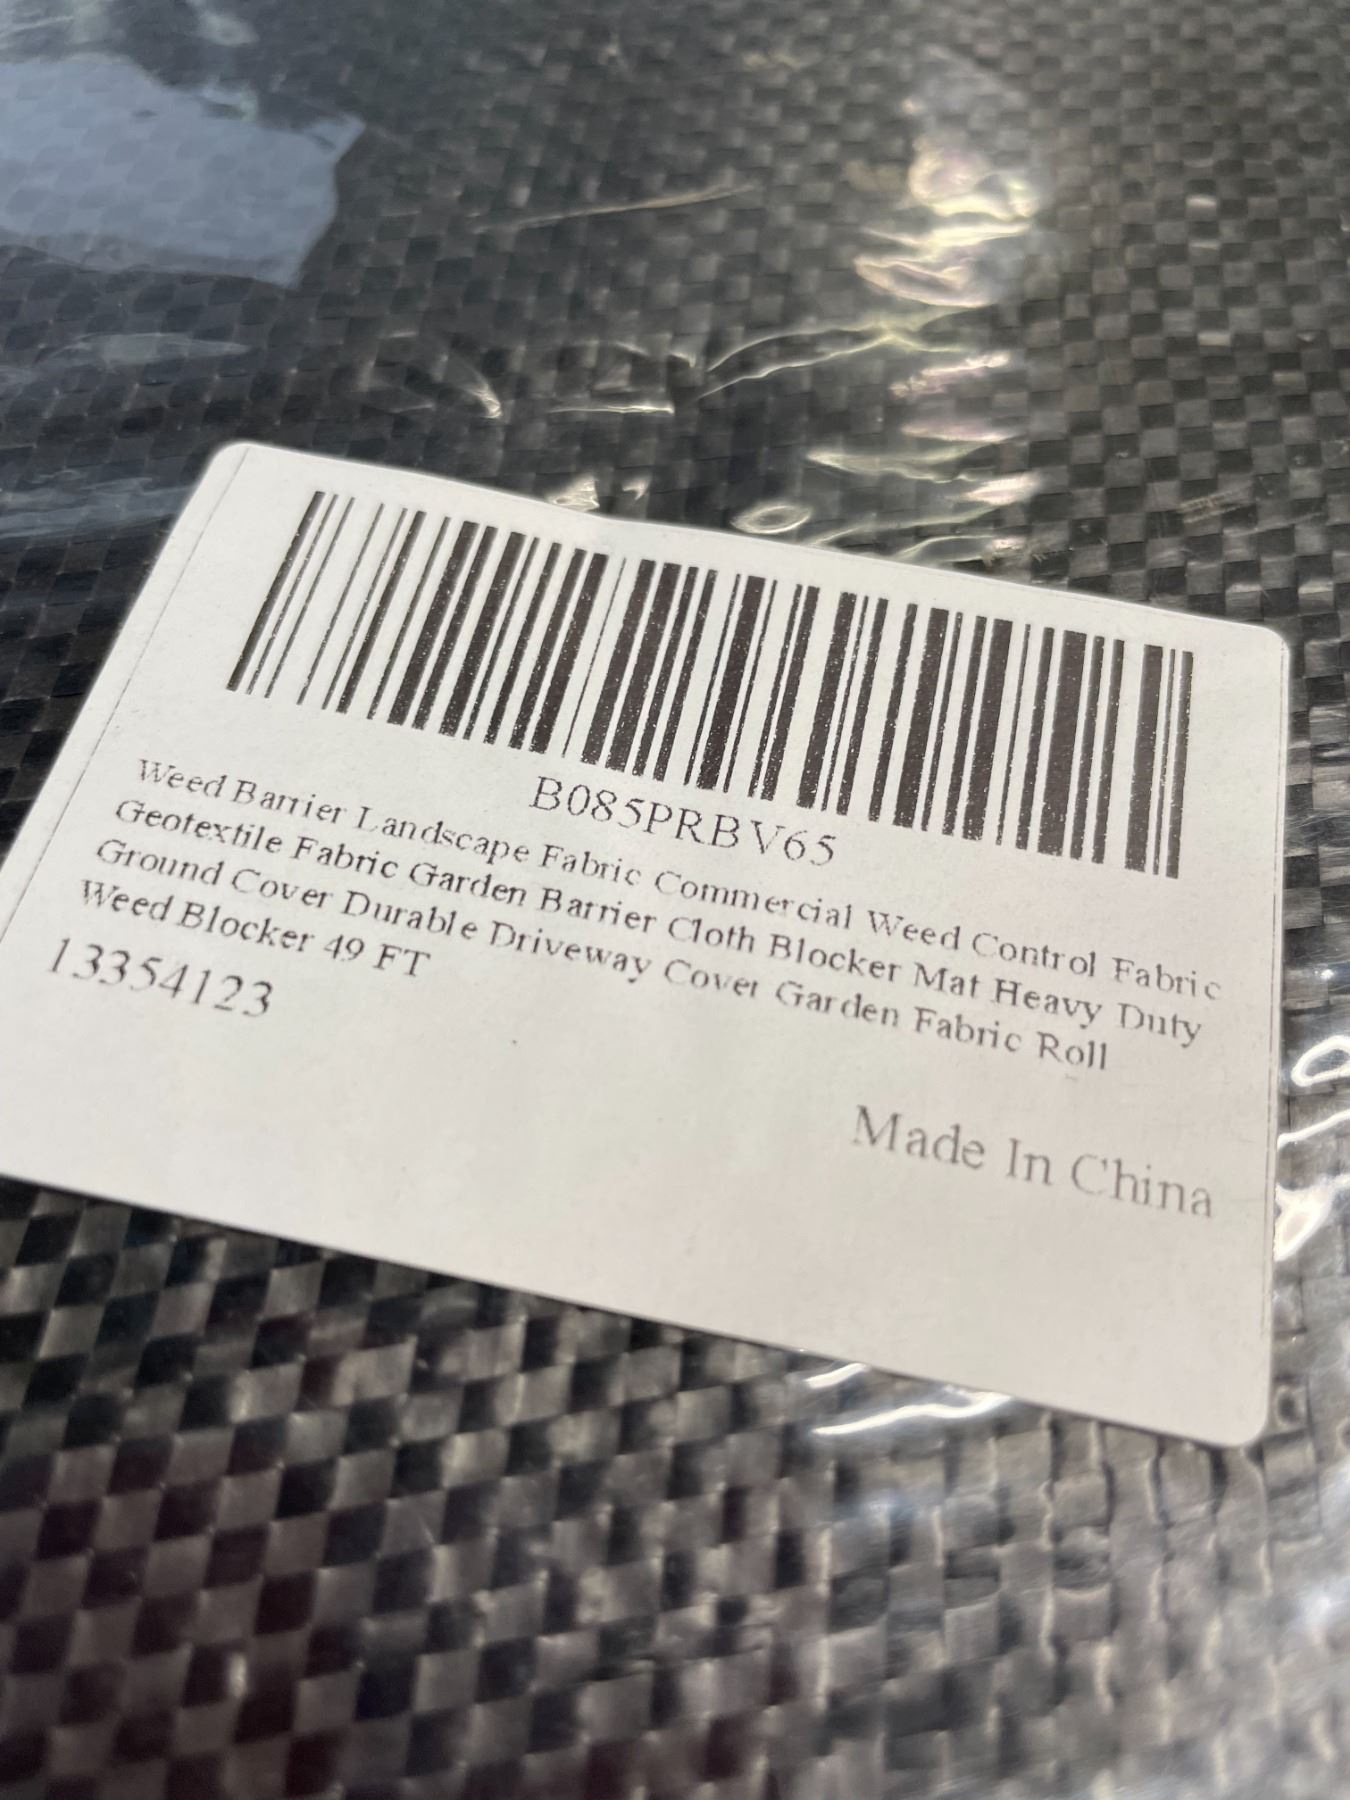 B085PRBV65
Weed Barrier Landscape Fabric Commercial Weed Control Fabric
Geotextile Fabric Garden Barrier Cloth Blocker Mat Heavy Duty
Ground Cover Durable Driveway Cover Garden Fabric Roll
Weed Blocker 49 FT
13354123
Made In China